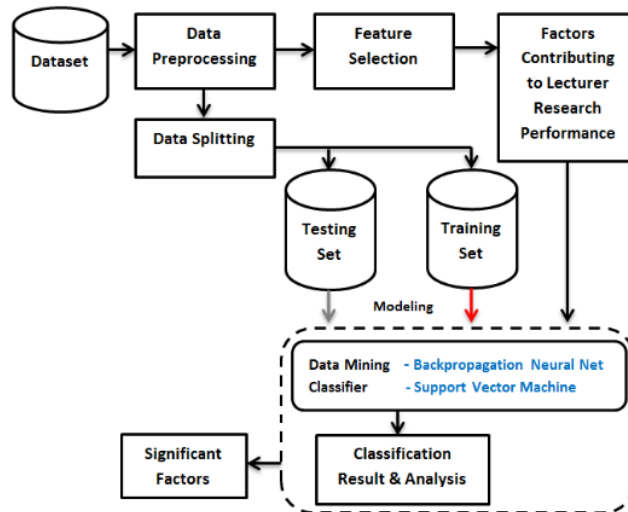 Dataset
Data
Preprocessing
Feature
Selection
Factors
Contributing
to Lecturer
Research
Performance
Data Splitting
Testing
Set
Training
Set
Modeling
Data Mining - Backpropagation Neural Net
Classifier - Support Vector Machine
Significant
Factors
Classification
Result & Analysis